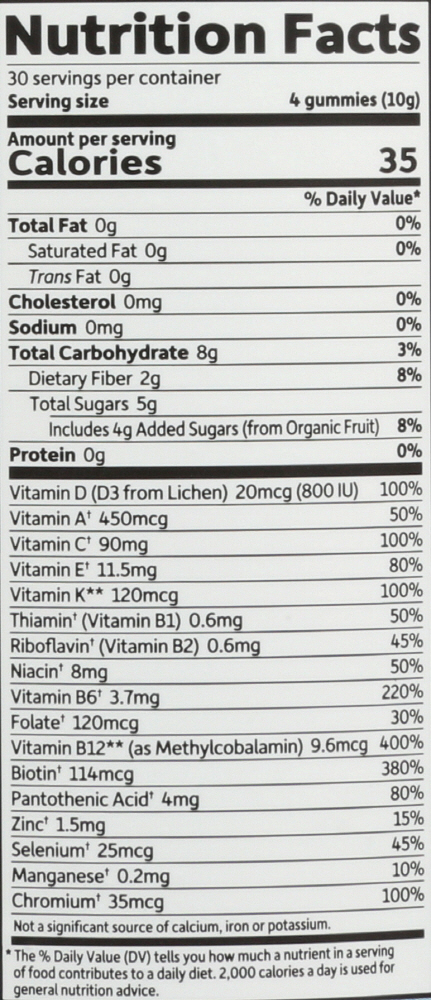 Nutrition Facts
30 servings per container
Serving size 4 gummies (10g)
Amount per serving
Calories 35
% Daily Value*
Total Fat 0g 0%
Saturated Fat 0g 0%
Trans Fat 0g
Cholesterol 0mg 0%
Sodium 0mg 0%
Total Carbohydrate 8g 3%
Dietary Fiber 2g 8%
Total Sugars 5g
Includes 4g Added Sugars (from Organic Fruit) 8%
Protein 0g 0%
Vitamin D (D3 from Lichen) 20mcg (800 IU) 100%
Vitamin A† 450mcg 50%
Vitamin C† 90mg 100%
Vitamin E† 11.5mg 80%
Vitamin K** 120mcg 100%
Thiamin† (Vitamin B1) 0.6mg 50%
Riboflavin† (Vitamin B2) 0.6mg 45%
Niacin† 8mg 50%
Vitamin B6† 3.7mg 220%
Folate† 120mcg 30%
Vitamin B12** (as Methylcobalamin) 9.6mcg 400%
Biotin† 114mcg 380%
Pantothenic Acid† 4mg 80%
Zinc† 1.5mg 15%
Selenium† 25mcg 45%
Manganese† 0.2mg 10%
Chromium† 35mcg 100%
Not a significant source of calcium, iron or potassium.
* The % Daily Value (DV) tells you how much a nutrient in a serving
of food contributes to a daily diet. 2,000 calories a day is used for
general nutrition advice.